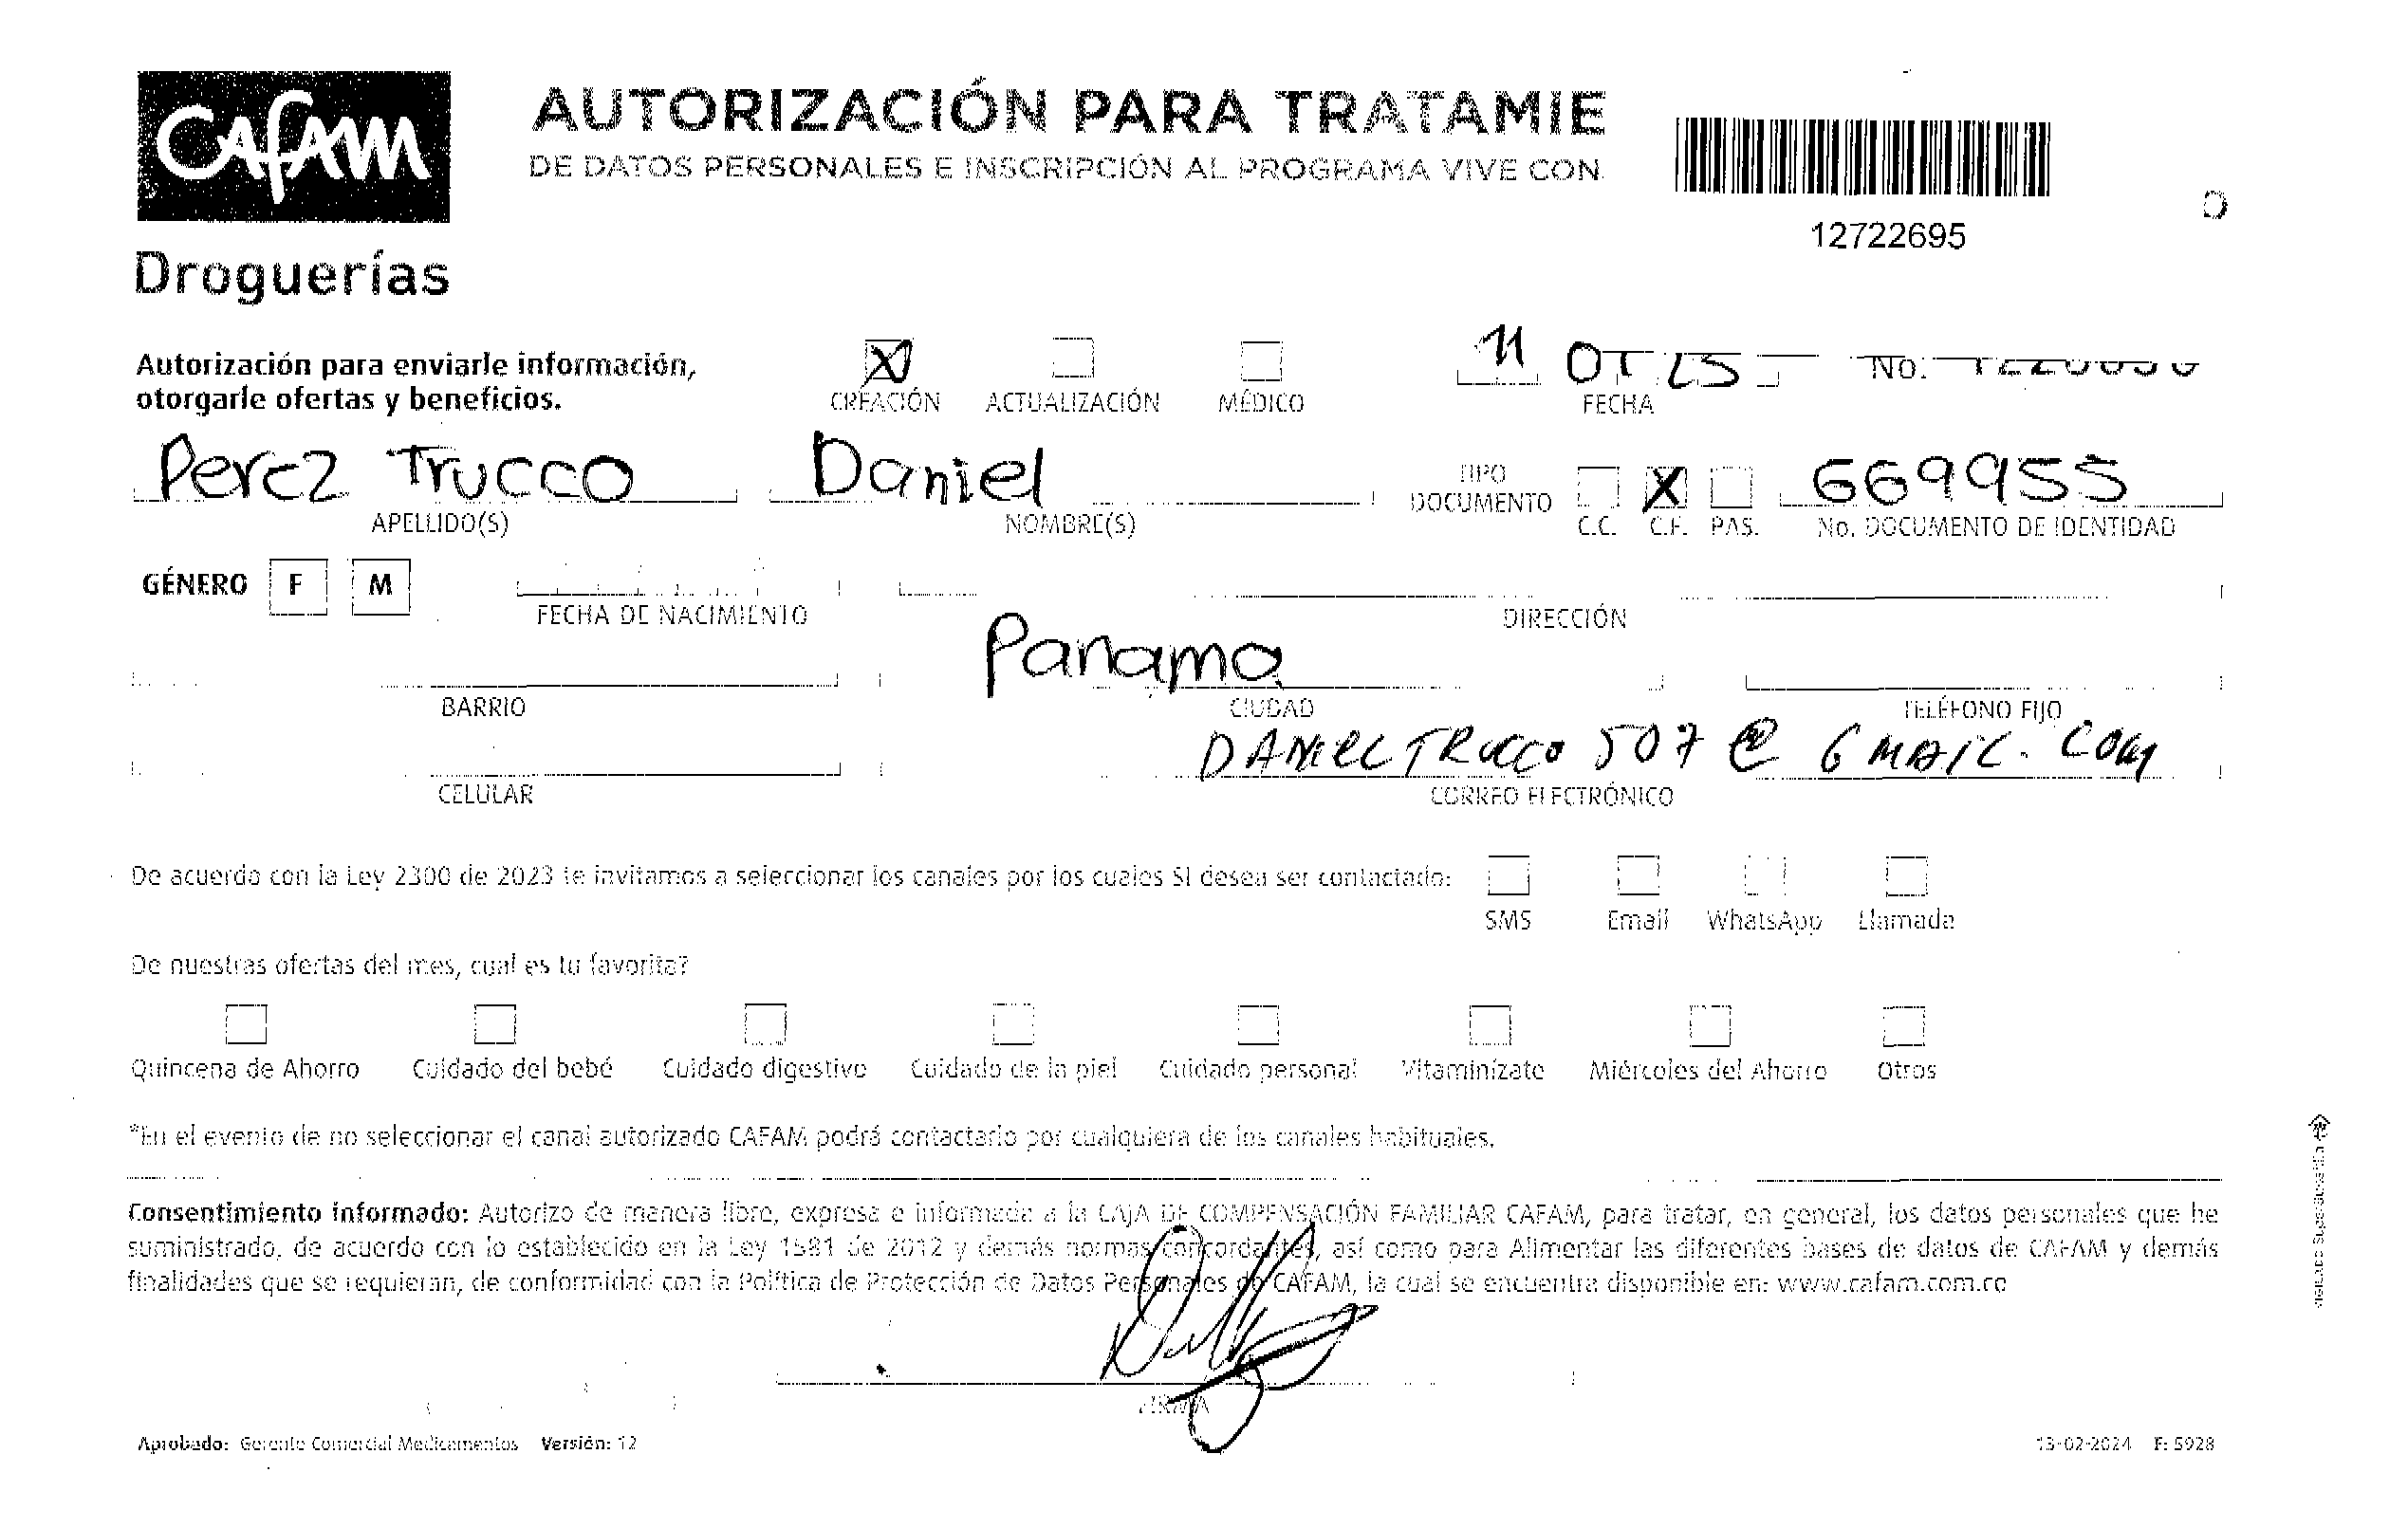 CAFAM
AUTORIZACIÓN PARA TRATAMIE
DE DATOS PERSONALES E INSCRIPCIÓN AL PROGRAMA VIVE CON
12722695
Droguerías
Autorización para enviarle información,
otorgarle ofertas y beneficios.
CREACIÓN ACTUALIZACIÓN MÉDICO
11
FECHA
No.
Perez Trucco Daniel
TIPO
DOCUMENTO
669955
APELLIDO(S) NOMBRE(S) C.C. C.E. PAS. No. DOCUMENTO DE IDENTIDAD
GÉNERO F M
FECHA DE NACIMIENTO DIRECCIÓN
Panama
BARRIO CIUDAD TELÉFONO FIJO
DANIELTRUCCO507@GMAIL.COM
CELULAR CORREO ELECTRÓNICO
De acuerdo con la Ley 2300 de 2023 te invitamos a seleccionar los canales por los cuales SI desea ser contactado:
SMS Email WhatsApp Llamada
De nuestras ofertas del mes, cual es tu favorita?
Quincena de Ahorro Cuidado del bebé Cuidado digestivo Cuidado de la piel Cuidado personal Vitaminízate Miércoles del Ahorro Otros
*En el evento de no seleccionar el canal autorizado CAFAM podrá contactarlo por cualquiera de los canales habituales.
Consentimiento informado: Autorizo de manera libre, expresa e informada a la CAJA DE COMPENSACIÓN FAMILIAR CAFAM, para tratar, en general, los datos personales que he
suministrado, de acuerdo con lo establecido en la Ley 1581 de 2012 y demás normas concordantes, así como para Alimentar las diferentes bases de datos de CAFAM y demás
finalidades que se requieran, de conformidad con la Política de Protección de Datos Personales de CAFAM, la cual se encuentra disponible en: www.cafam.com.co
FIRMA
Aprobado: Gerente Comercial Medicamentos Versión: 12
13-02-2024 F: 5928
VIGILADO Supersubsidio